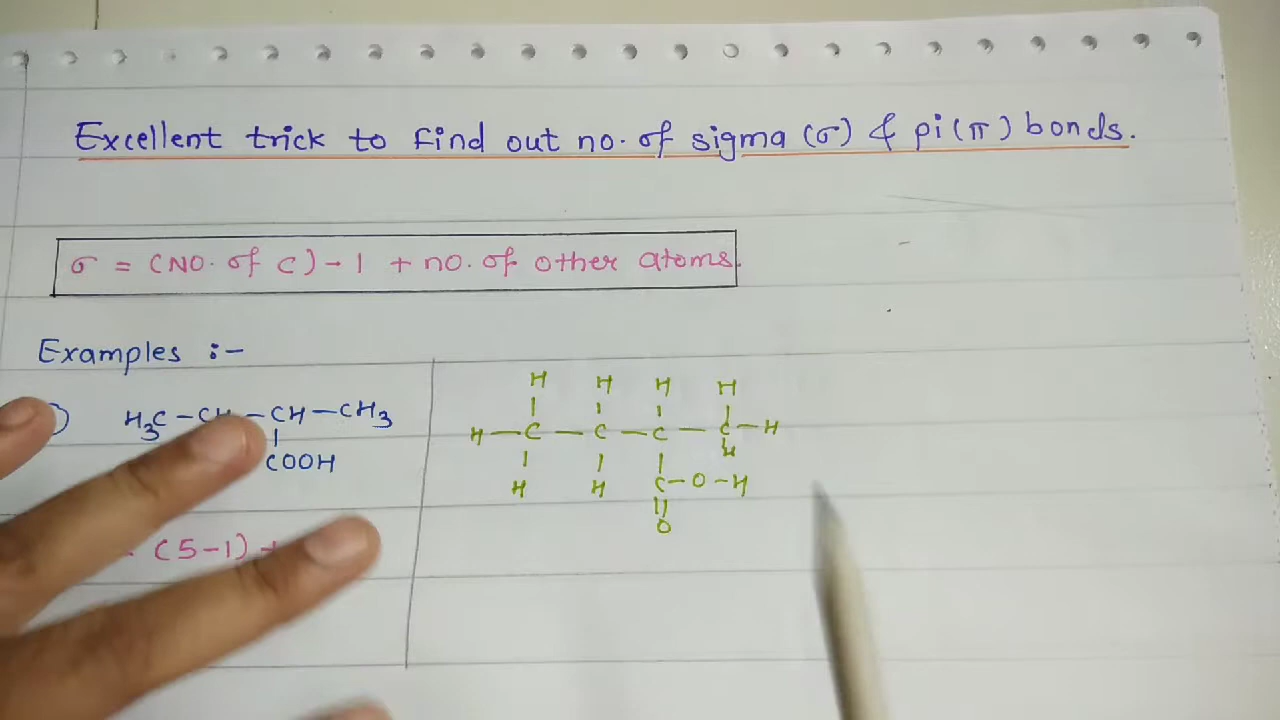 Excellent trick to find out no. of sigma (σ) & pi (π) bonds.
σ = (No. of C) - 1 + no. of other atoms.
Examples :-
) H3C - CH - CH - CH3
COOH
(5-1) +
H H H H
H - C - C - C - C - H
H H C - O - H H
O